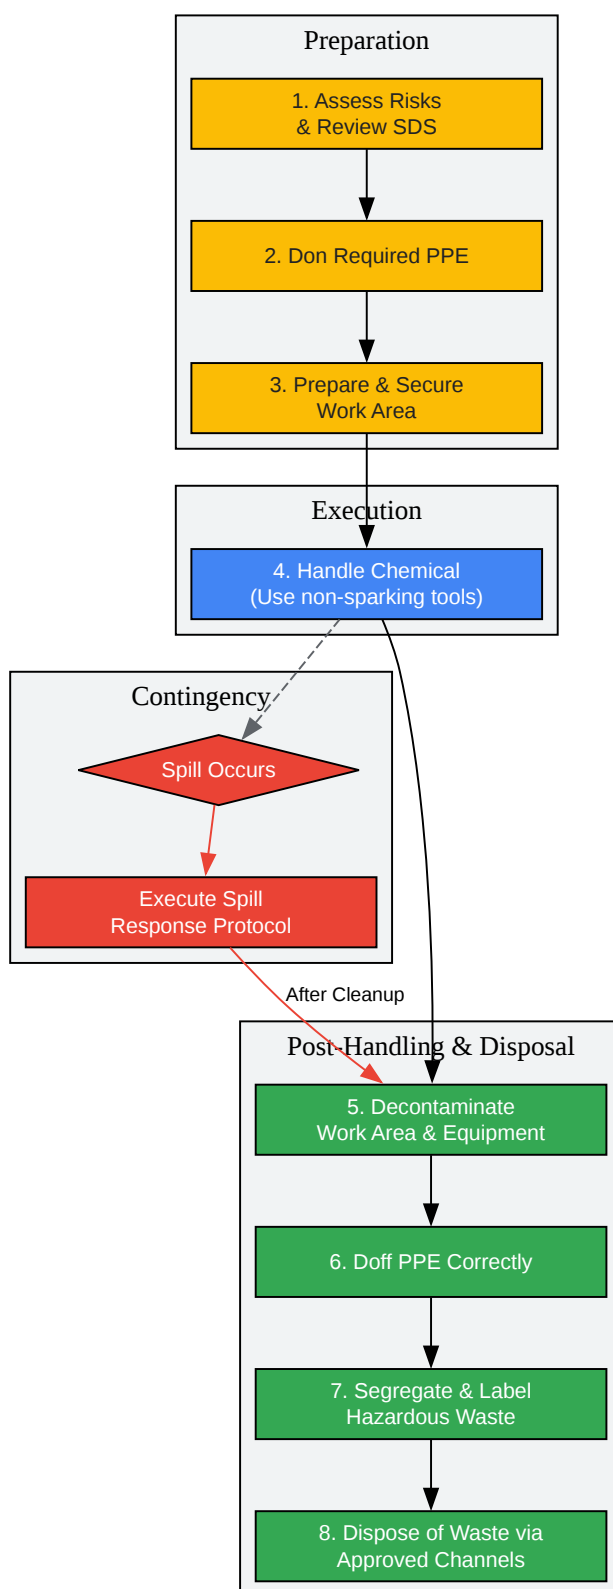 Preparation
1. Assess Risks
& Review SDS
2. Don Required PPE
3. Prepare & Secure
Work Area
Execution
4. Handle Chemical
(Use non-sparking tools)
Contingency
Spill Occurs
Execute Spill
Response Protocol
After Cleanup
Post-Handling & Disposal
5. Decontaminate
Work Area & Equipment
6. Doff PPE Correctly
7. Segregate & Label
Hazardous Waste
8. Dispose of Waste via
Approved Channels